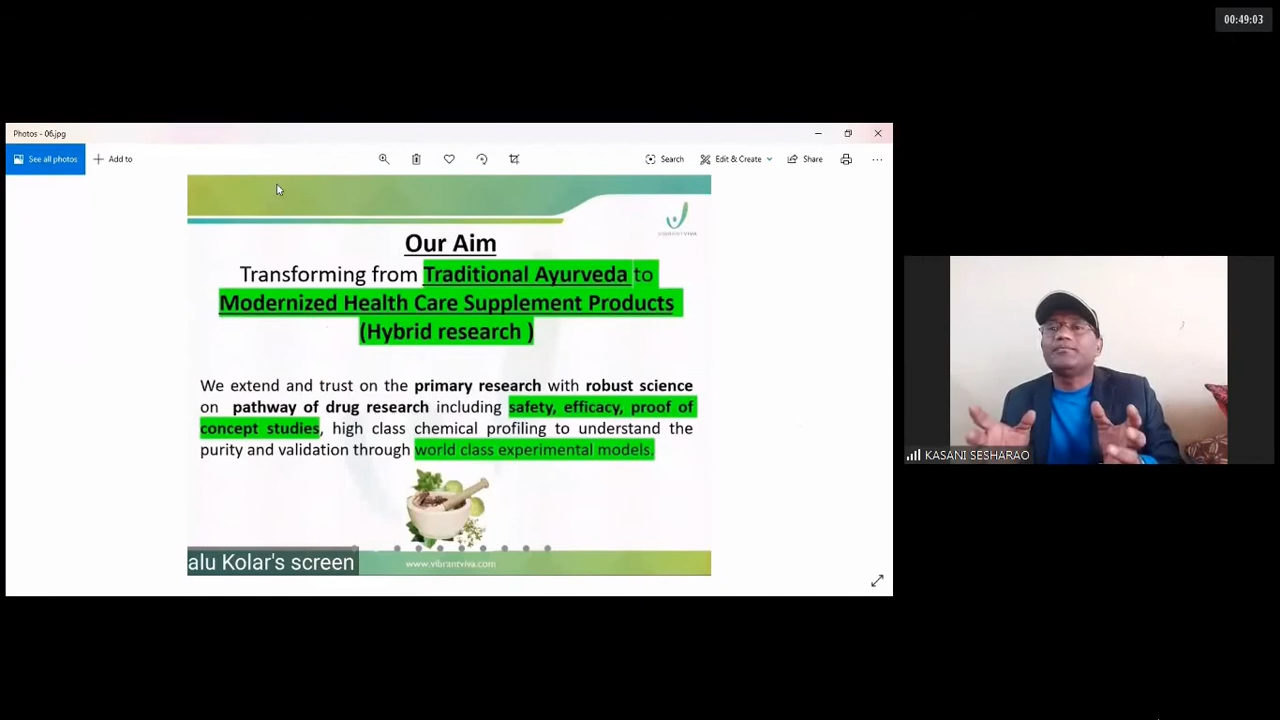 00:49:03
Photos - 06.jpg
See all photos
Add to
Search
Edit & Create
Share
VIBRANTVIVA
Our Aim
Transforming from Traditional Ayurveda to
Modernized Health Care Supplement Products
(Hybrid research )
We extend and trust on the primary research with robust science
on pathway of drug research including safety, efficacy, proof of
concept studies, high class chemical profiling to understand the
purity and validation through world class experimental models.
KASANI SESHARAO
alu Kolar's screen
www.vibrantviva.com